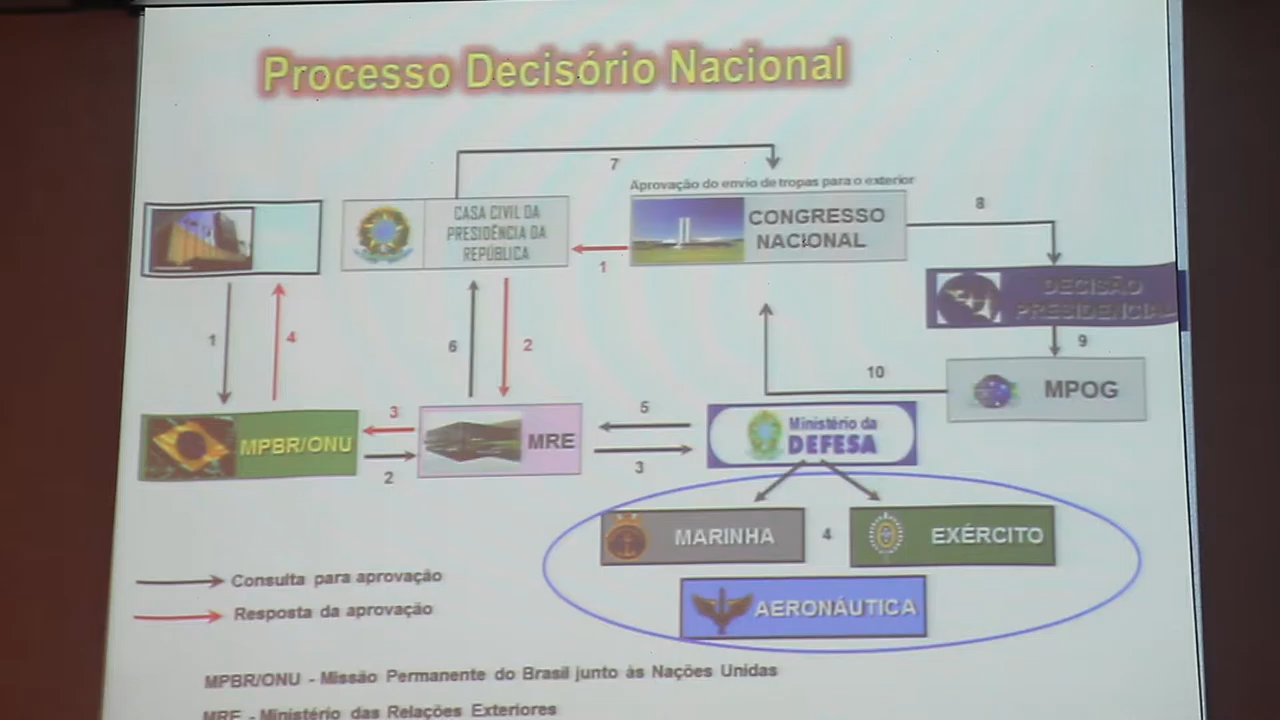 Processo Decisório Nacional
7
Aprovação do envio de tropas para o exterior
CASA CIVIL DA
PRESIDÊNCIA DA
REPÚBLICA
CONGRESSO
NACIONAL
8
1
DECISÃO
PRESIDENCIAL
1
4
6
2
9
10
MPOG
MPBR/ONU
3
2
MRE
5
3
Ministério da
DEFESA
MARINHA
4
EXÉRCITO
AERONÁUTICA
Consulta para aprovação
Resposta da aprovação
MPBR/ONU - Missão Permanente do Brasil junto às Nações Unidas
MRE - Ministério das Relações Exteriores